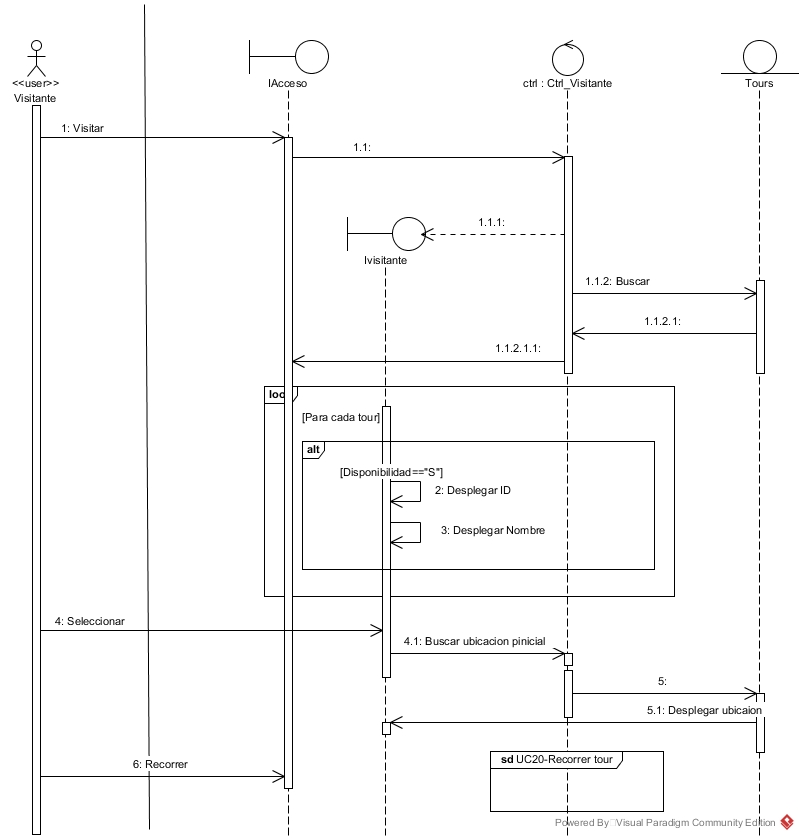 <<user>>
Visitante
IAcceso
ctrl : Ctrl_Visitante
Tours
1: Visitar
1.1:
1.1.1:
Ivisitante
1.1.2: Buscar
1.1.2.1:
1.1.2.1.1:
loo
[Para cada tour]
alt
[Disponibilidad=="S"]
2: Desplegar ID
3: Desplegar Nombre
4: Seleccionar
4.1: Buscar ubicacion pinicial
5:
5.1: Desplegar ubicaion
sd UC20-Recorrer tour
6: Recorrer
Powered By Visual Paradigm Community Edition